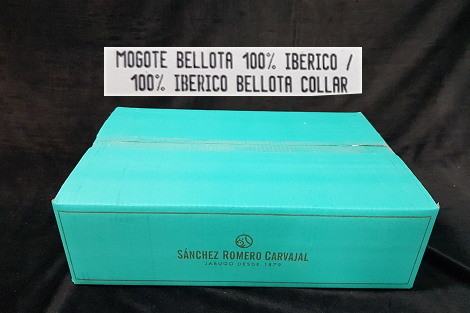 MOGOTE BELLOTA 100% IBERICO /
100% IBERICO BELLOTA COLLAR
SÁNCHEZ ROMERO CARVAJAL
JABUGO DESDE 1879